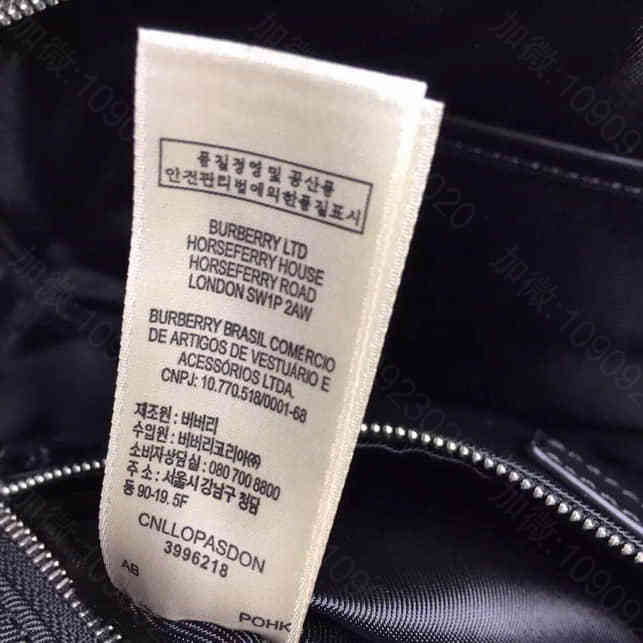 품질경영 및 공산품
안전관리법에의한품질표시
BURBERRY LTD
HORSEFERRY HOUSE
HORSEFERRY ROAD
LONDON SW1P 2AW
BURBERRY BRASIL COMÉRCIO
DE ARTIGOS DE VESTUÁRIO E
ACESSÓRIOS LTDA.
CNPJ: 10.770.518/0001-68
제조원 : 버버리
수입원 : 버버리코리아㈜
소비자상담실 : 080 700 8800
주 소 : 서울시 강남구 청담
동 90-19. 5F
CNLLOPASDON
3996218
AB
POHK